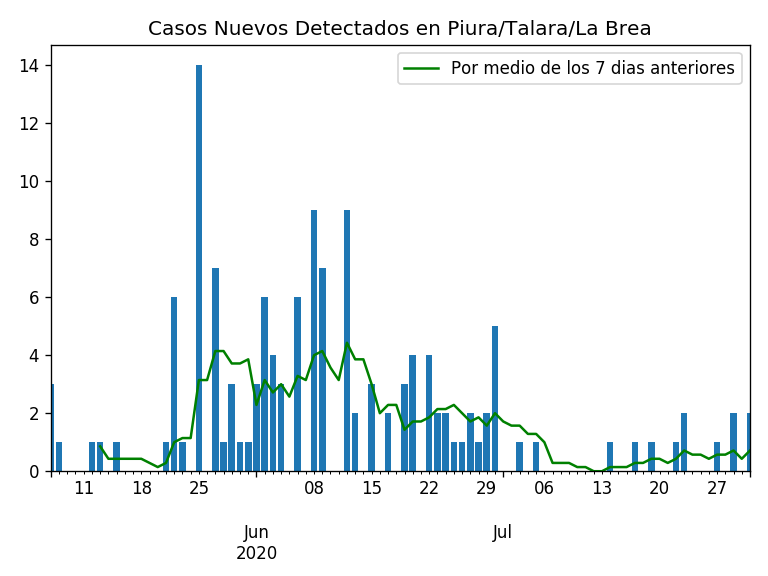 Casos Nuevos Detectados en Piura/Talara/La Brea
Por medio de los 7 dias anteriores
14
12
10
8
6
4
2
0
11 18 25 08 15 22 29 06 13 20 27
Jun Jul
2020